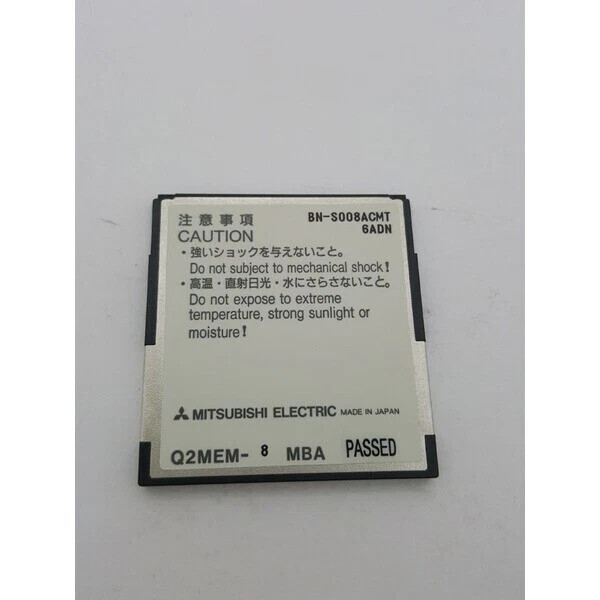 注意事項
BN-S008ACMT
CAUTION
6ADN
・強いショックを与えないこと。
Do not subject to mechanical shock!
・高温・直射日光・水にさらさないこと。
Do not expose to extreme
temperature, strong sunlight or
moisture!
MITSUBISHI ELECTRIC MADE IN JAPAN
Q2MEM- 8 MBA PASSED